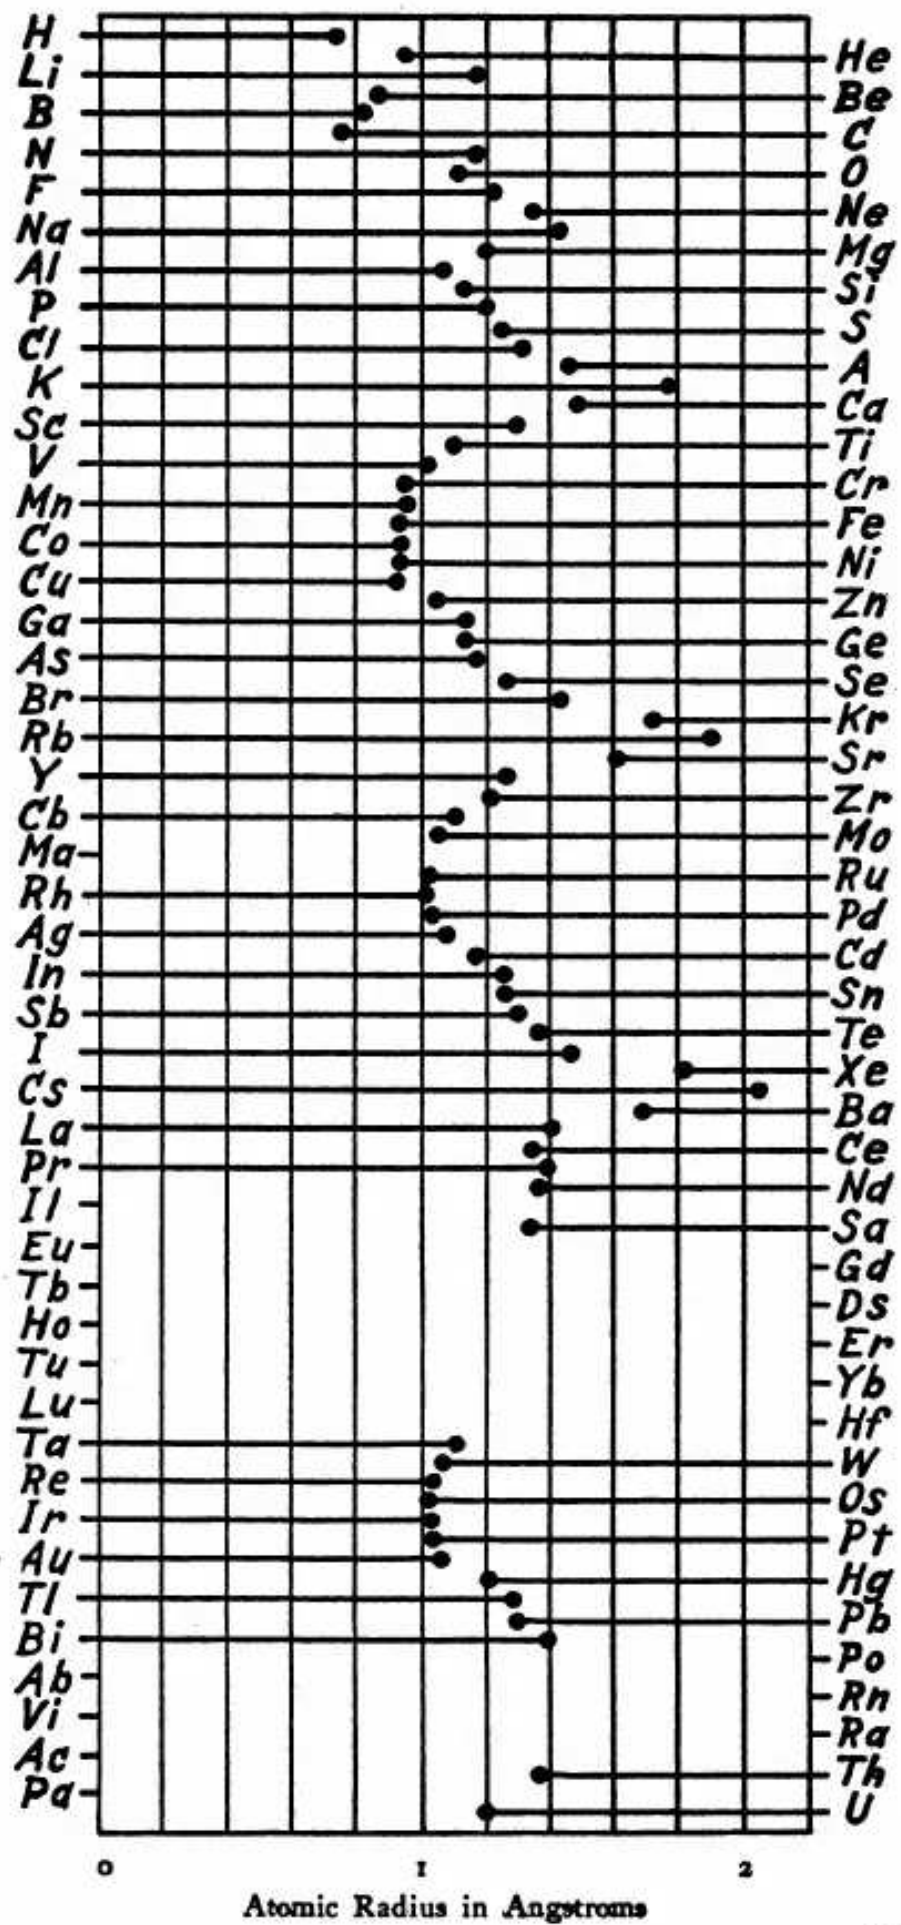 H
He
Li
Be
B
C
N
O
F
Ne
Na
Mg
Al
Si
P
S
Cl
A
K
Ca
Sc
Ti
V
Cr
Mn
Fe
Co
Ni
Cu
Zn
Ga
Ge
As
Se
Br
Kr
Rb
Sr
Y
Zr
Cb
Mo
Ma
Ru
Rh
Pd
Ag
Cd
In
Sn
Sb
Te
I
Xe
Cs
Ba
La
Ce
Pr
Nd
Il
Sa
Eu
Gd
Tb
Ds
Ho
Er
Tu
Yb
Lu
Hf
Ta
W
Re
Os
Ir
Pt
Au
Hg
Tl
Pb
Bi
Po
Ab
Rn
Vi
Ra
Ac
Th
Pa
U
0 1 2
Atomic Radius in Angstroms